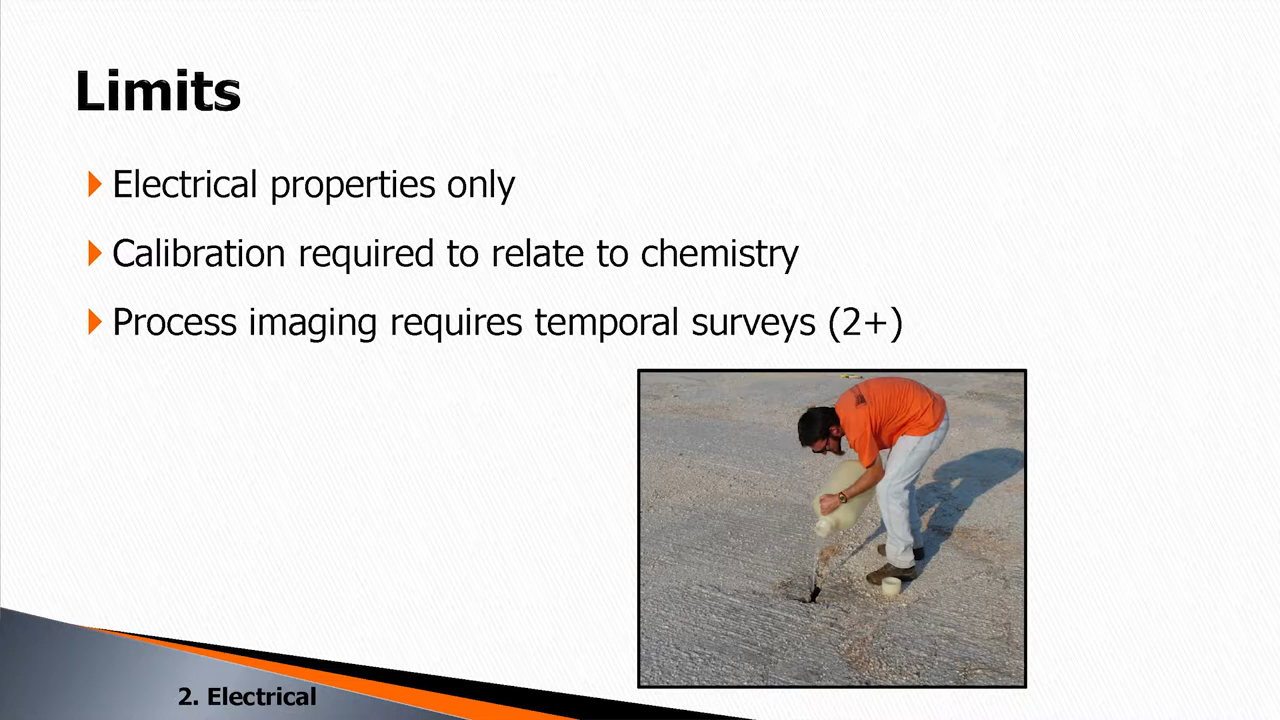 Limits
Electrical properties only
Calibration required to relate to chemistry
Process imaging requires temporal surveys (2+)
2. Electrical